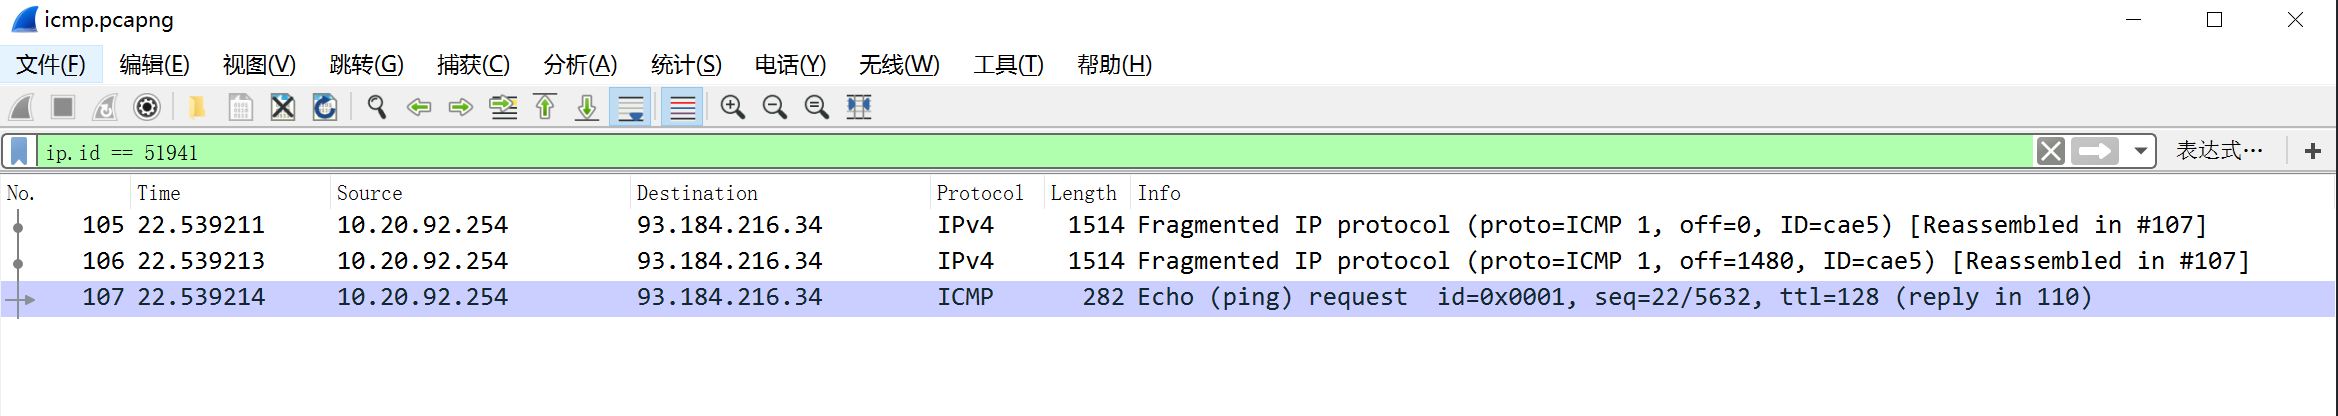 icmp.pcapng
文件(F) 编辑(E) 视图(V) 跳转(G) 捕获(C) 分析(A) 统计(S) 电话(Y) 无线(W) 工具(T) 帮助(H)
ip.id == 51941 表达式… +
No. Time Source Destination Protocol Length Info
105 22.539211 10.20.92.254 93.184.216.34 IPv4 1514 Fragmented IP protocol (proto=ICMP 1, off=0, ID=cae5) [Reassembled in #107]
106 22.539213 10.20.92.254 93.184.216.34 IPv4 1514 Fragmented IP protocol (proto=ICMP 1, off=1480, ID=cae5) [Reassembled in #107]
107 22.539214 10.20.92.254 93.184.216.34 ICMP 282 Echo (ping) request id=0x0001, seq=22/5632, ttl=128 (reply in 110)